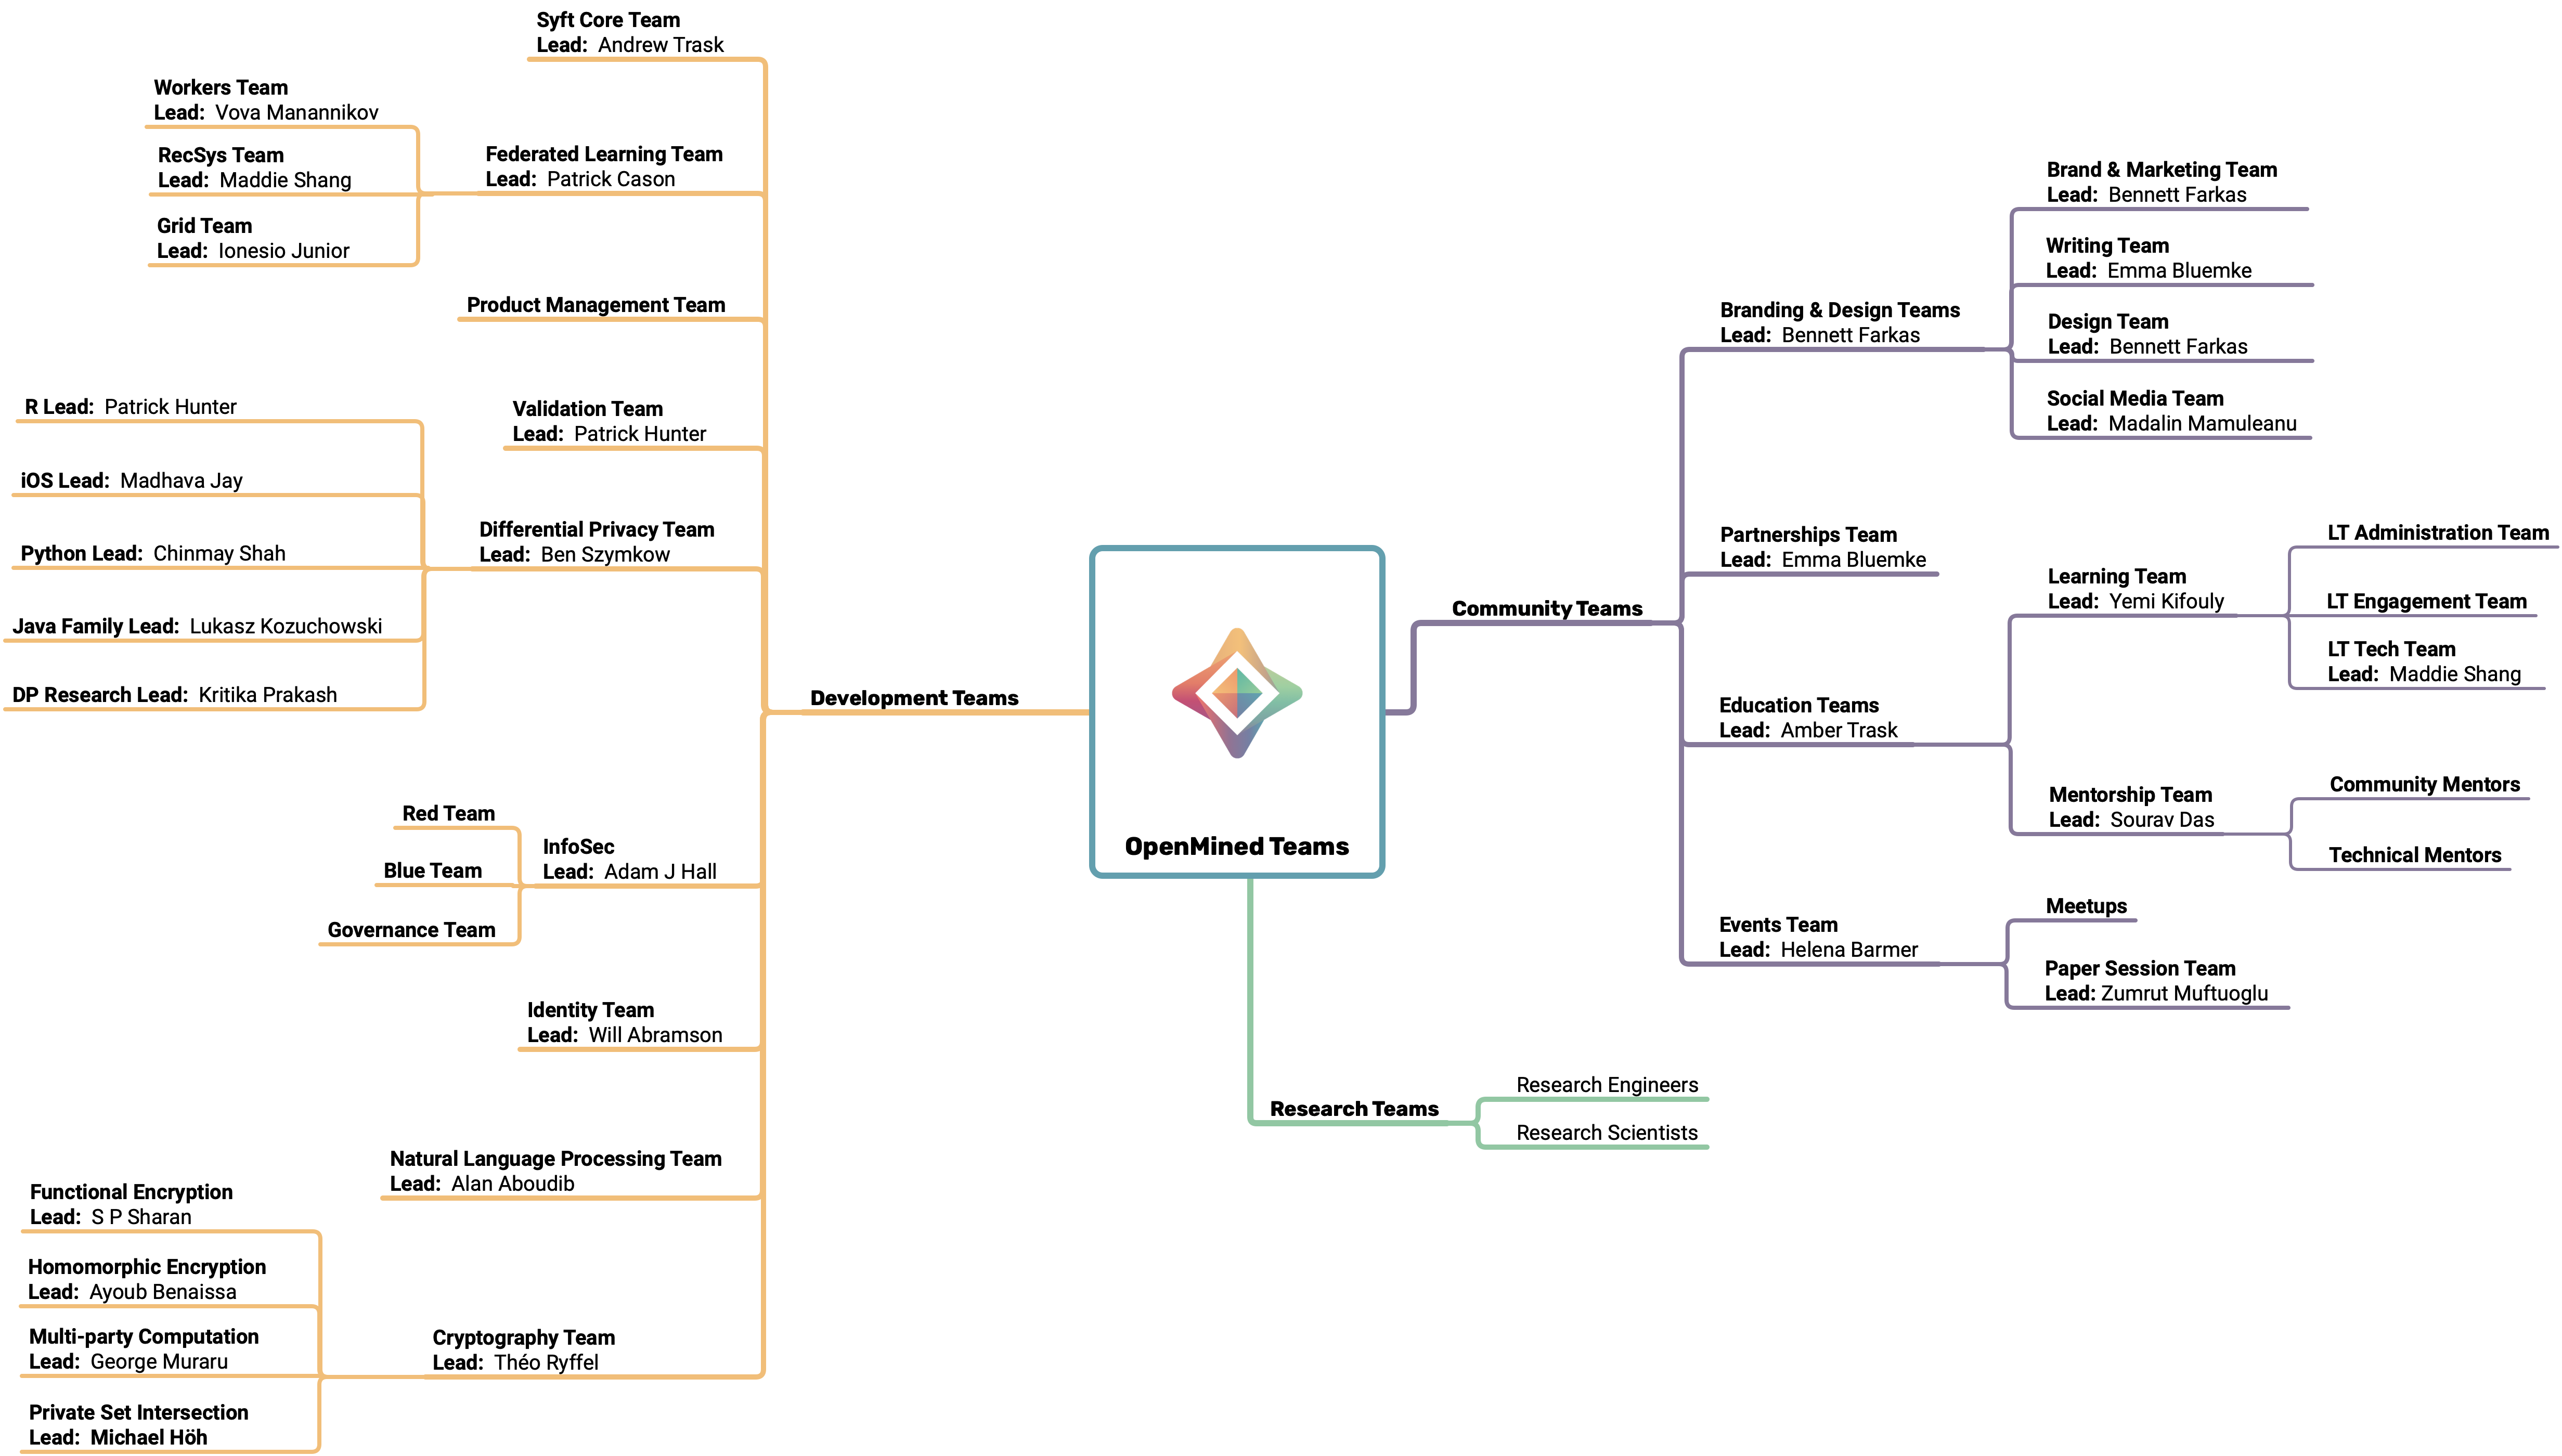 Syft Core Team
Lead: Andrew Trask
Workers Team
Lead: Vova Manannikov
RecSys Team
Lead: Maddie Shang
Grid Team
Lead: Ionesio Junior
Federated Learning Team
Lead: Patrick Cason
Product Management Team
Validation Team
Lead: Patrick Hunter
R Lead: Patrick Hunter
iOS Lead: Madhava Jay
Python Lead: Chinmay Shah
Java Family Lead: Lukasz Kozuchowski
DP Research Lead: Kritika Prakash
Differential Privacy Team
Lead: Ben Szymkow
Development Teams
Red Team
Blue Team
Governance Team
InfoSec
Lead: Adam J Hall
Identity Team
Lead: Will Abramson
Natural Language Processing Team
Lead: Alan Aboudib
Functional Encryption
Lead: S P Sharan
Homomorphic Encryption
Lead: Ayoub Benaissa
Multi-party Computation
Lead: George Muraru
Private Set Intersection
Lead: Michael Höh
Cryptography Team
Lead: Théo Ryffel
OpenMined Teams
Community Teams
Branding & Design Teams
Lead: Bennett Farkas
Brand & Marketing Team
Lead: Bennett Farkas
Writing Team
Lead: Emma Bluemke
Design Team
Lead: Bennett Farkas
Social Media Team
Lead: Madalin Mamuleanu
Partnerships Team
Lead: Emma Bluemke
Education Teams
Lead: Amber Trask
Learning Team
Lead: Yemi Kifouly
LT Administration Team
LT Engagement Team
LT Tech Team
Lead: Maddie Shang
Mentorship Team
Lead: Sourav Das
Community Mentors
Technical Mentors
Events Team
Lead: Helena Barmer
Meetups
Paper Session Team
Lead: Zumrut Muftuoglu
Research Teams
Research Engineers
Research Scientists